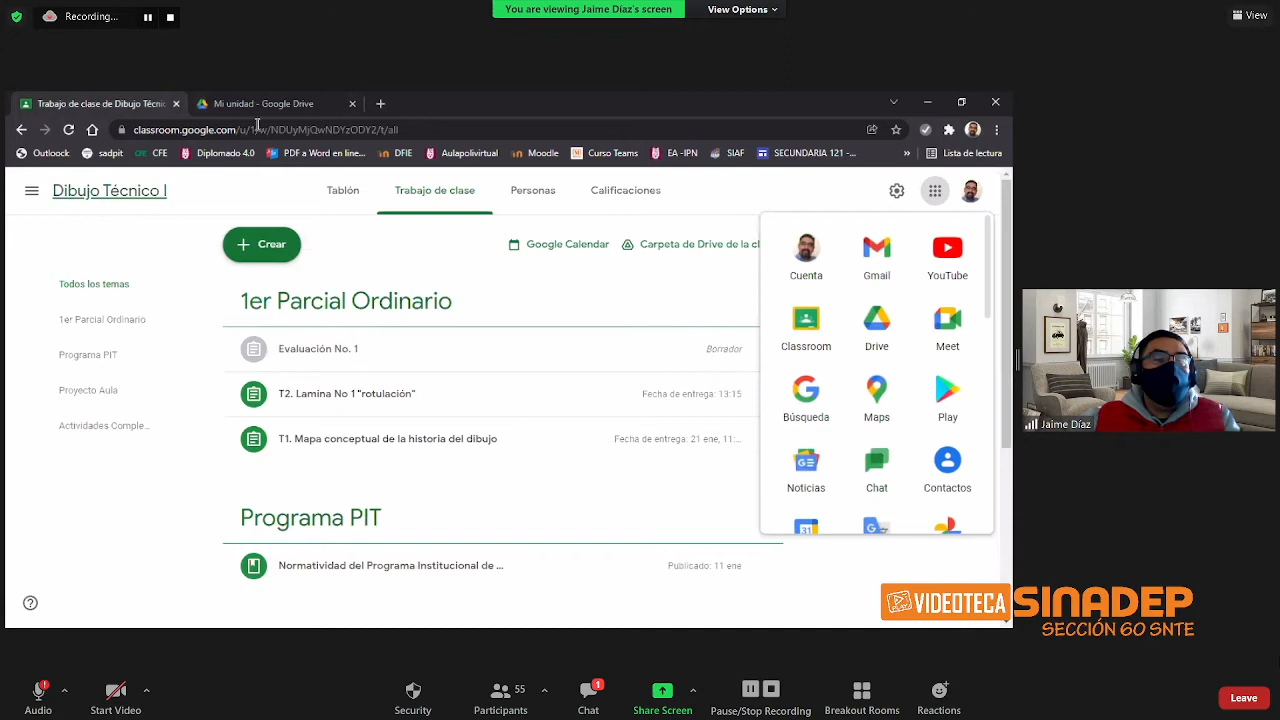 Recording...
You are viewing Jaime Díaz's screen
View Options
View
Trabajo de clase de Dibujo Técnic
Mi unidad - Google Drive
classroom.google.com/u/1/w/NDUyMjQwNDYzODY2/t/all
Outloock
sadpit
CFE
Diplomado 4.0
PDF a Word en líne...
DFIE
Aulapolivirtual
Moodle
Curso Teams
EA -IPN
SIAF
SECUNDARIA 121 -...
»
Lista de lectura
Dibujo Técnico I
Tablón
Trabajo de clase
Personas
Calificaciones
Crear
Google Calendar
Carpeta de Drive de la cl
Todos los temas
1er Parcial Ordinario
Programa PIT
Proyecto Aula
Actividades Comple...
1er Parcial Ordinario
Evaluación No. 1
Borrador
T2. Lamina No 1 "rotulación"
Fecha de entrega: 13:15
T1. Mapa conceptual de la historia del dibujo
Fecha de entrega: 21 ene, 11:...
Programa PIT
Normatividad del Programa Institucional de ...
Publicado: 11 ene
Cuenta
Gmail
YouTube
Classroom
Drive
Meet
Búsqueda
Maps
Play
Noticias
Chat
Contactos
31
Jaime Díaz
VIDEOTECA
SINADEP
SECCIÓN 60 SNTE
Audio
Start Video
Security
55
Participants
1
Chat
Share Screen
Pause/Stop Recording
Breakout Rooms
Reactions
Leave